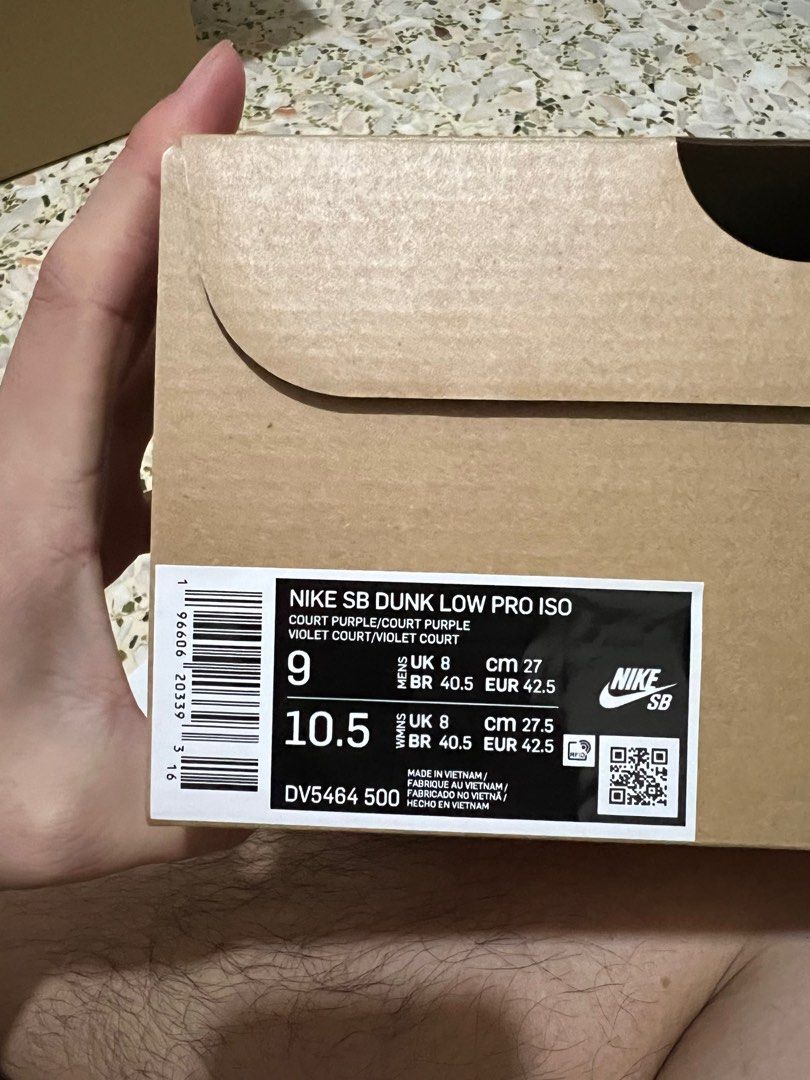 1 96606 20339 3 16
NIKE SB DUNK LOW PRO ISO
COURT PURPLE/COURT PURPLE
VIOLET COURT/VIOLET COURT
9 MENS UK 8 cm 27
BR 40.5 EUR 42.5
10.5 WMNS UK 8 cm 27.5
BR 40.5 EUR 42.5
DV5464 500
MADE IN VIETNAM /
FABRIQUE AU VIETNAM /
FABRICADO NO VIETNÃ /
HECHO EN VIETNAM
NIKE
SB
RFID